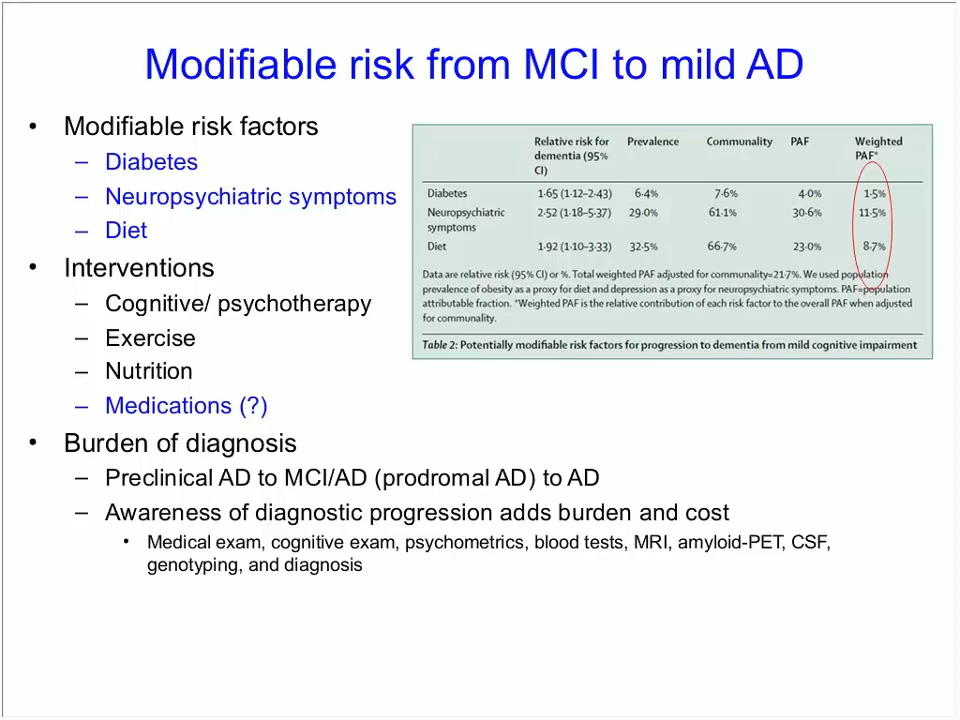 Modifiable risk from MCI to mild AD
• Modifiable risk factors
– Diabetes
– Neuropsychiatric symptoms
– Diet
• Interventions
– Cognitive/ psychotherapy
– Exercise
– Nutrition
– Medications (?)
• Burden of diagnosis
– Preclinical AD to MCI/AD (prodromal AD) to AD
– Awareness of diagnostic progression adds burden and cost
• Medical exam, cognitive exam, psychometrics, blood tests, MRI, amyloid-PET, CSF,
genotyping, and diagnosis
Relative risk for Prevalence Communality PAF Weighted
dementia (95% PAF*
CI)
Diabetes 1·65 (1·12–2·43) 6·4% 7·6% 4·0% 1·5%
Neuropsychiatric 2·52 (1·18–5·37) 29·0% 61·1% 30·6% 11·5%
symptoms
Diet 1·92 (1·10–3·33) 32·5% 66·7% 23·0% 8·7%
Data are relative risk (95% CI) or %. Total weighted PAF adjusted for communality=21·7%. We used population
prevalence of obesity as a proxy for diet and depression as a proxy for neuropsychiatric symptoms. PAF=population
attributable fraction. *Weighted PAF is the relative contribution of each risk factor to the overall PAF when adjusted
for communality.
Table 2: Potentially modifiable risk factors for progression to dementia from mild cognitive impairment